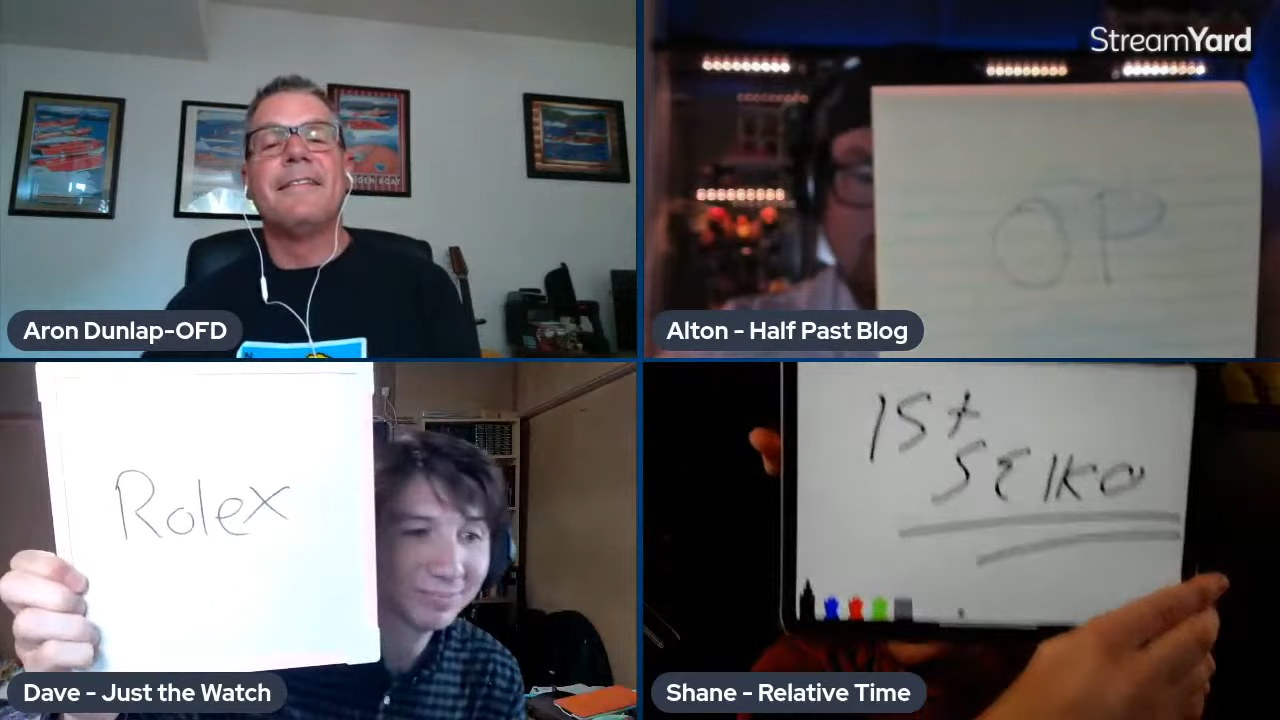 StreamYard
Aron Dunlap-OFD
OP
Alton - Half Past Blog
Rolex
Dave - Just the Watch
1st
SEIKO
Shane - Relative Time